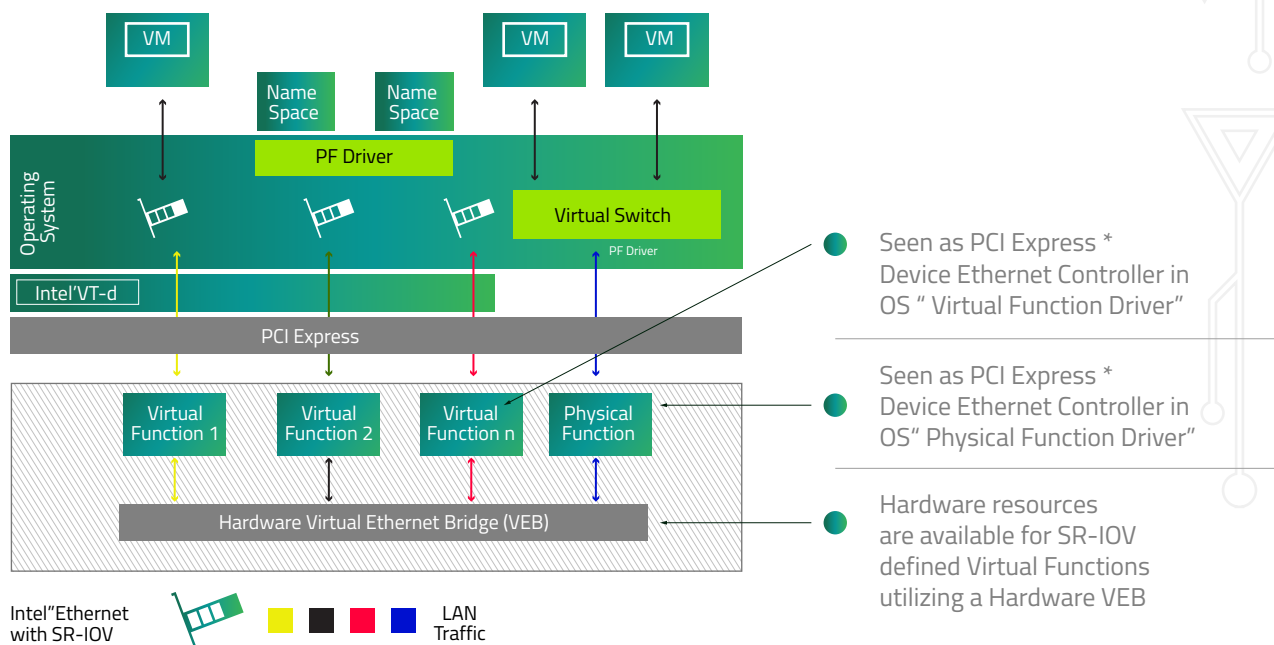 VM
VM
VM
Name
Space
Name
Space
PF Driver
Operating
System
Virtual Switch
PF Driver
Intel'VT-d
PCI Express
Virtual
Function 1
Virtual
Function 2
Virtual
Function n
Physical
Function
Hardware Virtual Ethernet Bridge (VEB)
Intel"Ethernet
with SR-IOV
LAN
Traffic
Seen as PCI Express *
Device Ethernet Controller in
OS “ Virtual Function Driver”
Seen as PCI Express *
Device Ethernet Controller in
OS“ Physical Function Driver”
Hardware resources
are available for SR-IOV
defined Virtual Functions
utilizing a Hardware VEB